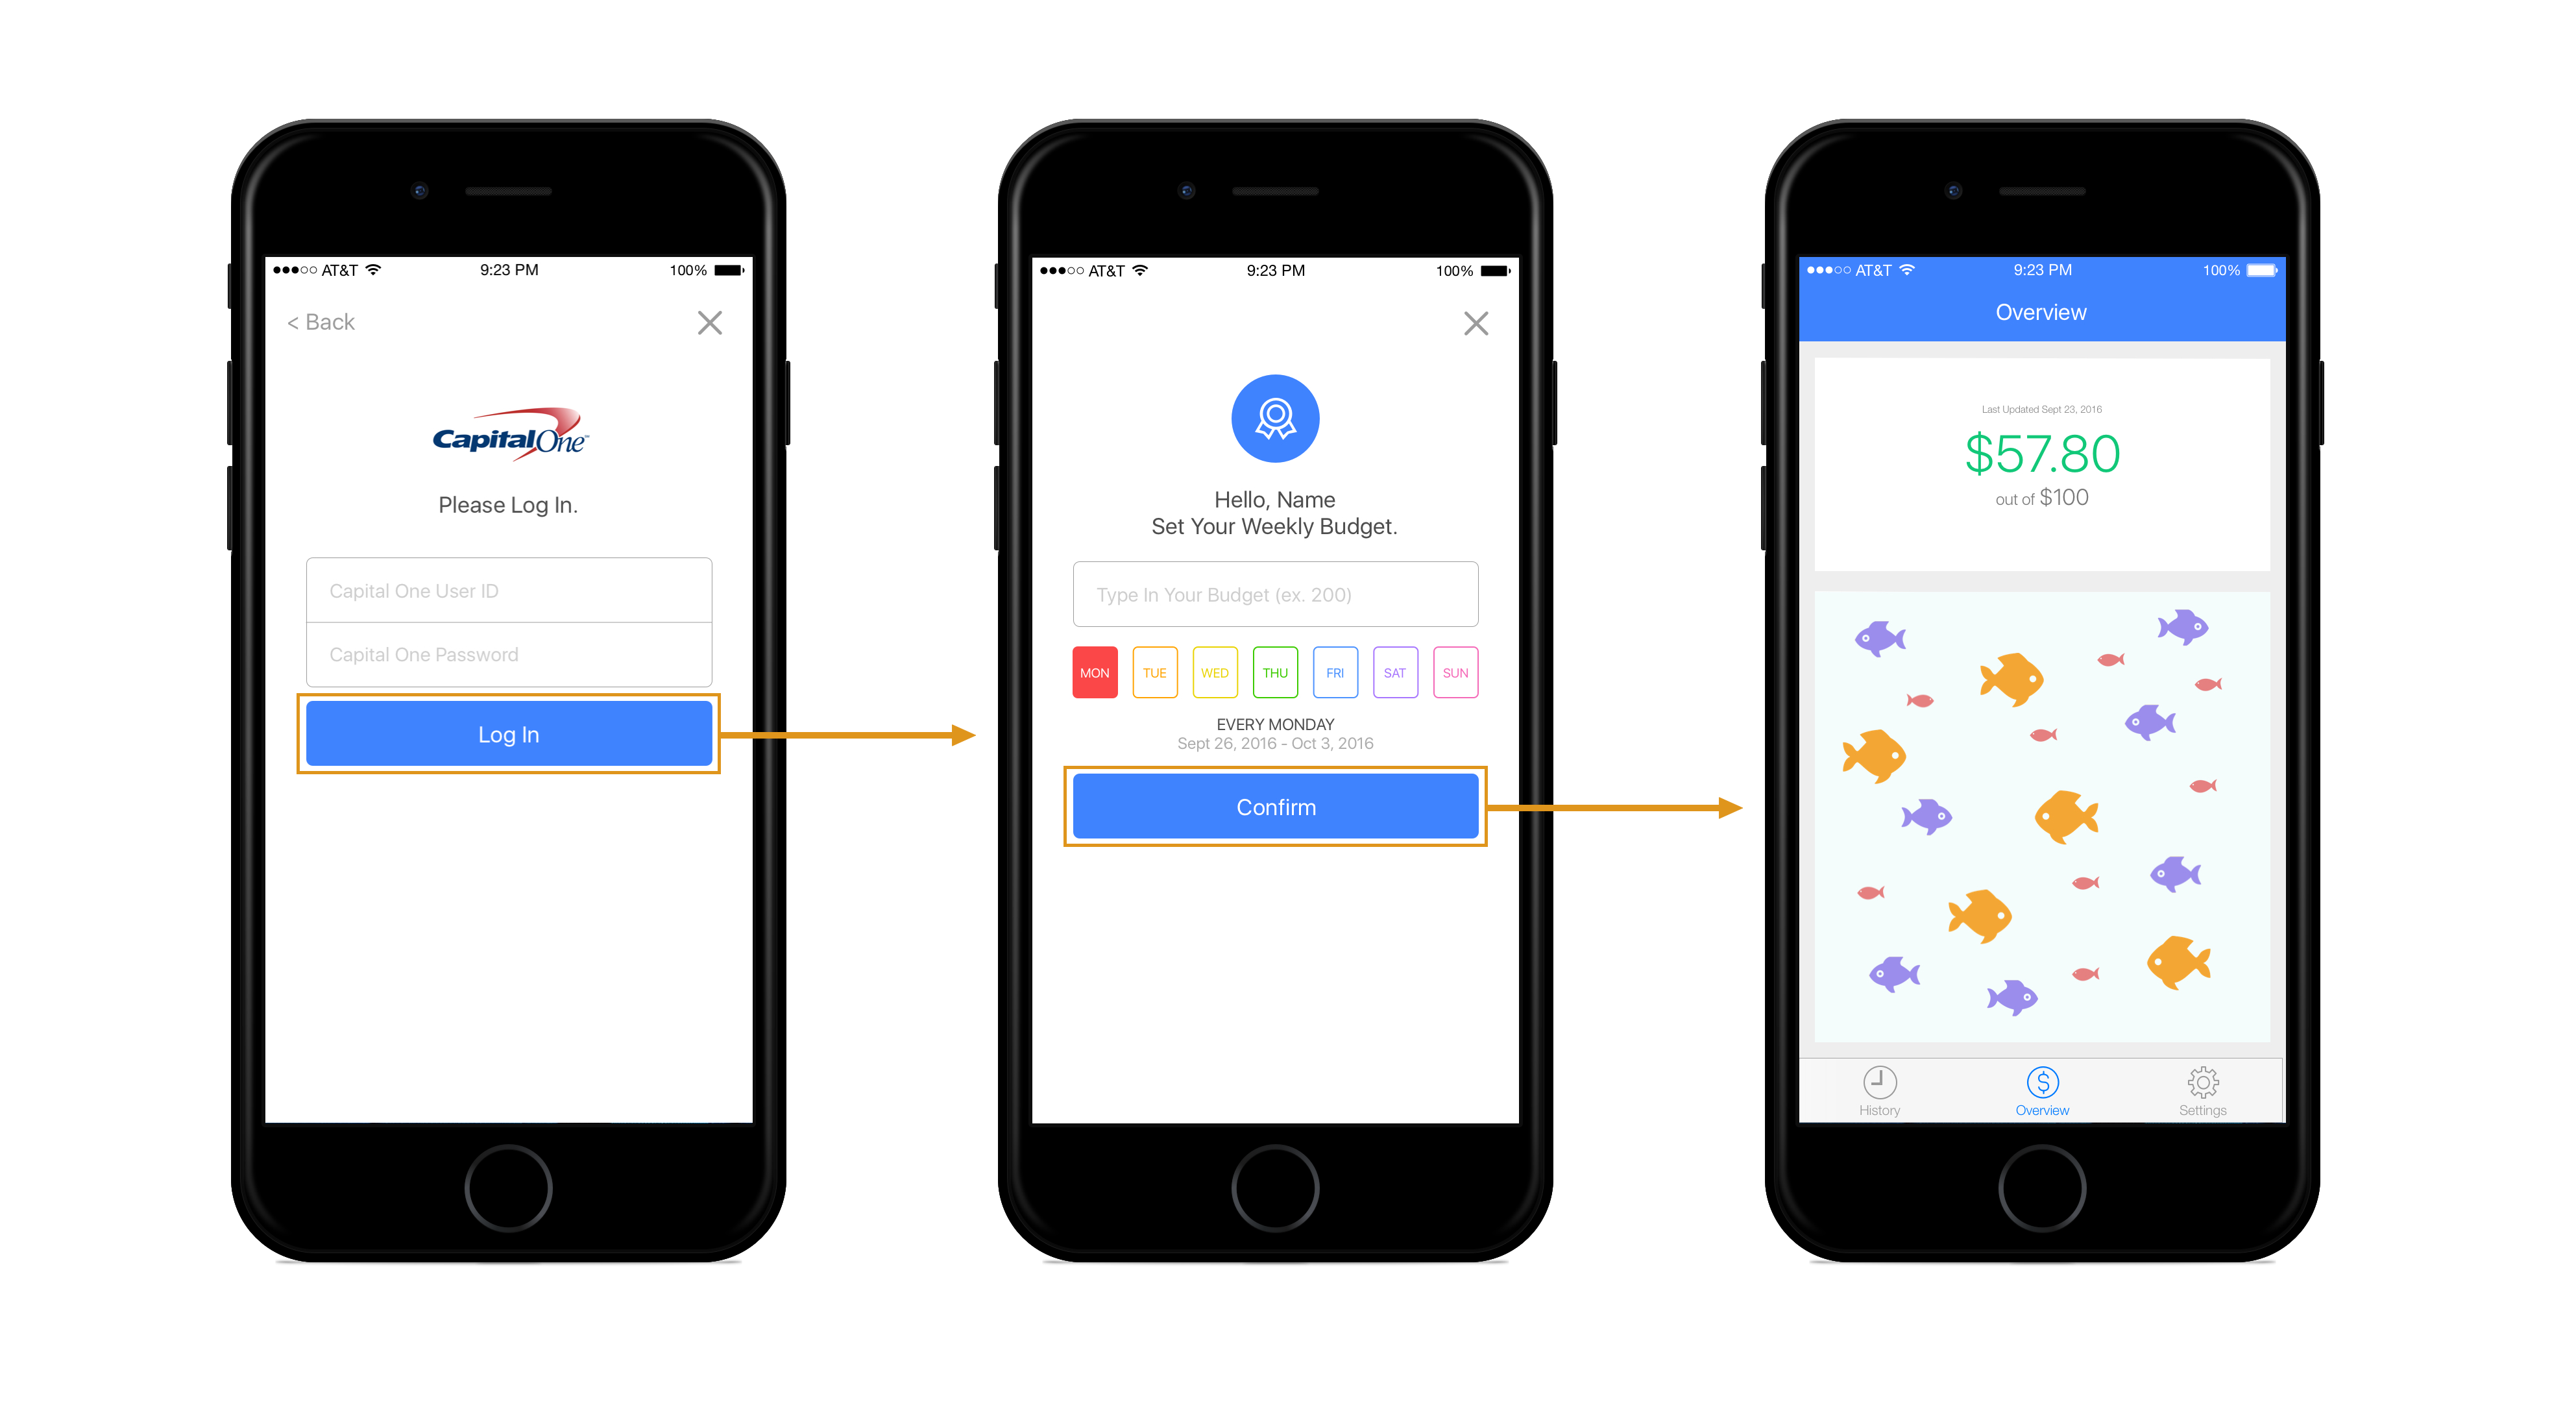 AT&T 9:23 PM 100%
< Back
CapitalOne
Please Log In.
Capital One User ID
Capital One Password
Log In
AT&T 9:23 PM 100%
Hello, Name
Set Your Weekly Budget.
Type In Your Budget (ex. 200)
MON TUE WED THU FRI SAT SUN
EVERY MONDAY
Sept 26, 2016 - Oct 3, 2016
Confirm
AT&T 9:23 PM 100%
Overview
Last Updated Sept 23, 2016
$57.80
out of $100
History Overview Settings